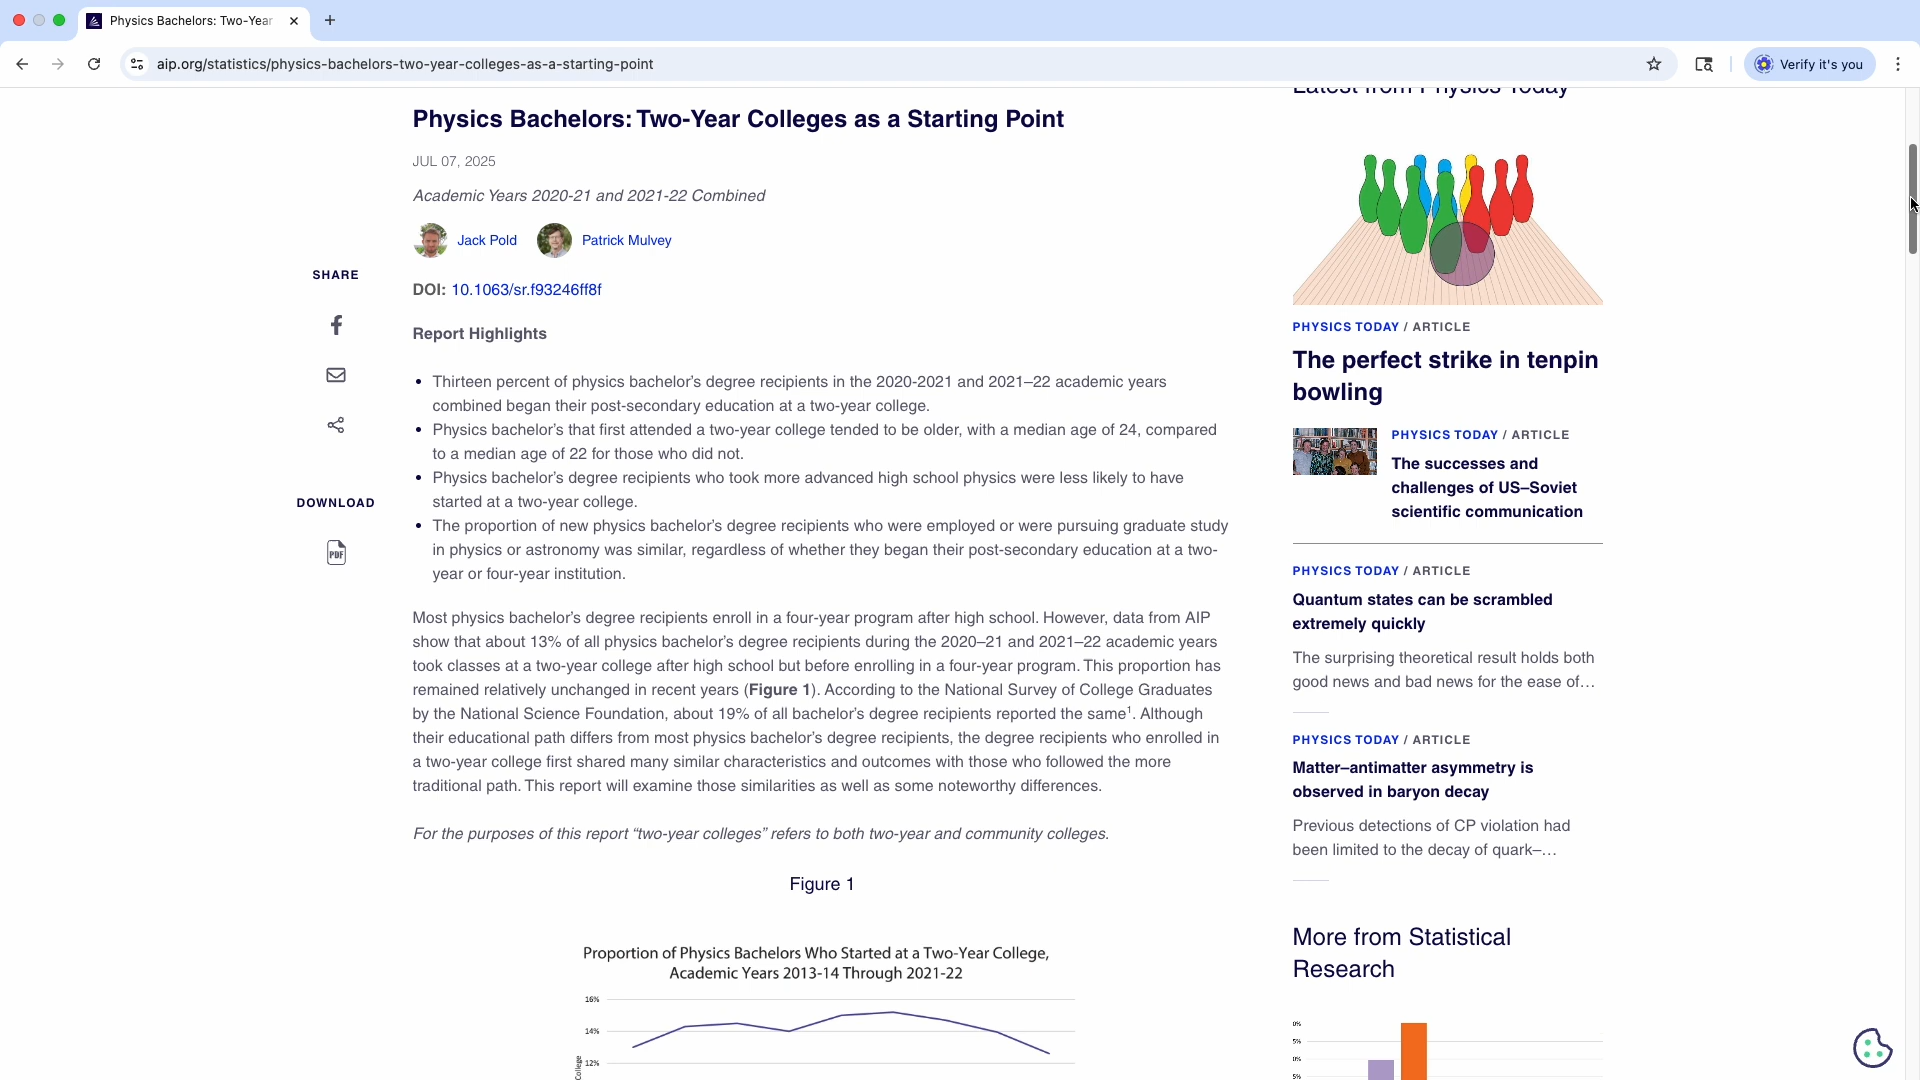 Physics Bachelors: Two-Year
aip.org/statistics/physics-bachelors-two-year-colleges-as-a-starting-point
Verify it's you
Physics Bachelors: Two-Year Colleges as a Starting Point
JUL 07, 2025
Academic Years 2020-21 and 2021-22 Combined
Jack Pold
Patrick Mulvey
DOI: 10.1063/sr.f93246ff8f
SHARE
DOWNLOAD
PDF
Report Highlights
• Thirteen percent of physics bachelor’s degree recipients in the 2020-2021 and 2021–22 academic years
combined began their post-secondary education at a two-year college.
• Physics bachelor’s that first attended a two-year college tended to be older, with a median age of 24, compared
to a median age of 22 for those who did not.
• Physics bachelor’s degree recipients who took more advanced high school physics were less likely to have
started at a two-year college.
• The proportion of new physics bachelor’s degree recipients who were employed or were pursuing graduate study
in physics or astronomy was similar, regardless of whether they began their post-secondary education at a two-
year or four-year institution.
Most physics bachelor’s degree recipients enroll in a four-year program after high school. However, data from AIP
show that about 13% of all physics bachelor’s degree recipients during the 2020–21 and 2021–22 academic years
took classes at a two-year college after high school but before enrolling in a four-year program. This proportion has
remained relatively unchanged in recent years (Figure 1). According to the National Survey of College Graduates
by the National Science Foundation, about 19% of all bachelor’s degree recipients reported the same¹. Although
their educational path differs from most physics bachelor’s degree recipients, the degree recipients who enrolled in
a two-year college first shared many similar characteristics and outcomes with those who followed the more
traditional path. This report will examine those similarities as well as some noteworthy differences.
For the purposes of this report “two-year colleges” refers to both two-year and community colleges.
Figure 1
Proportion of Physics Bachelors Who Started at a Two-Year College,
Academic Years 2013-14 Through 2021-22
16%
14%
12%
College
Latest from Physics Today
PHYSICS TODAY / ARTICLE
The perfect strike in tenpin
bowling
PHYSICS TODAY / ARTICLE
The successes and
challenges of US–Soviet
scientific communication
PHYSICS TODAY / ARTICLE
Quantum states can be scrambled
extremely quickly
The surprising theoretical result holds both
good news and bad news for the ease of…
PHYSICS TODAY / ARTICLE
Matter–antimatter asymmetry is
observed in baryon decay
Previous detections of CP violation had
been limited to the decay of quark–…
More from Statistical
Research
0%
5%
0%
5%